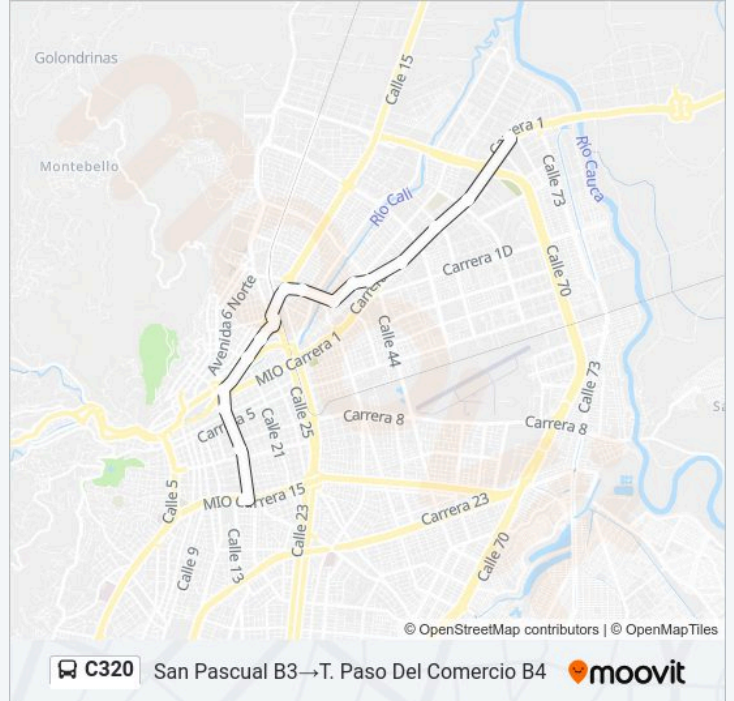 Calle 15
Golondrinas
Carrera 1
Montebello
Río Cauca
Calle 73
Río Cali
Carrera 1D
Calle 70
Avenida6 Norte
Calle 44
MIO Carrera 1
Calle 73
Calle 25
Carrera 5
Calle 21
Carrera 8
Carrera 8
MIO Carrera 15
Calle 5
Carrera 23
Calle 23
Calle 13
Calle 9
Calle 70
© OpenStreetMap contributors | © OpenMapTiles
C320 San Pascual B3→T. Paso Del Comercio B4 moovit